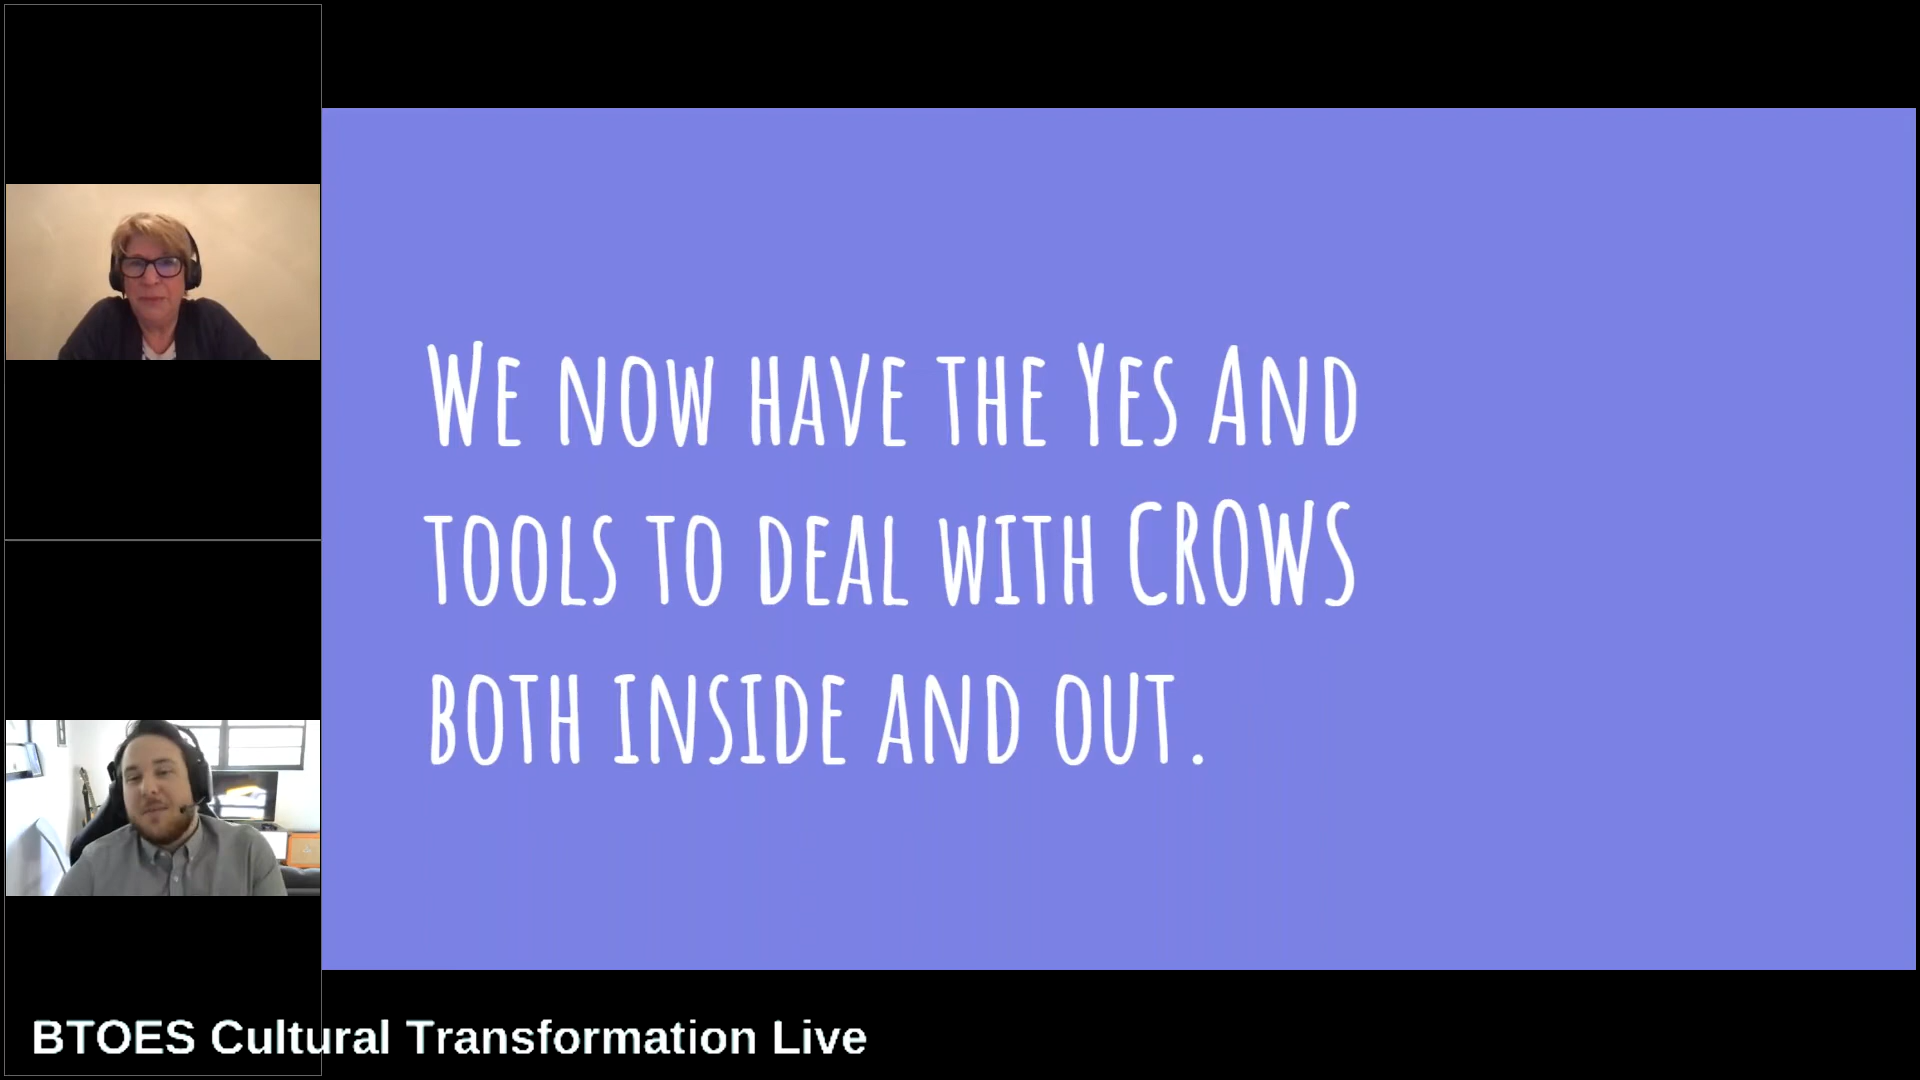 We now have the Yes And
tools to deal with CROWS
both inside and out.
BTOES Cultural Transformation Live